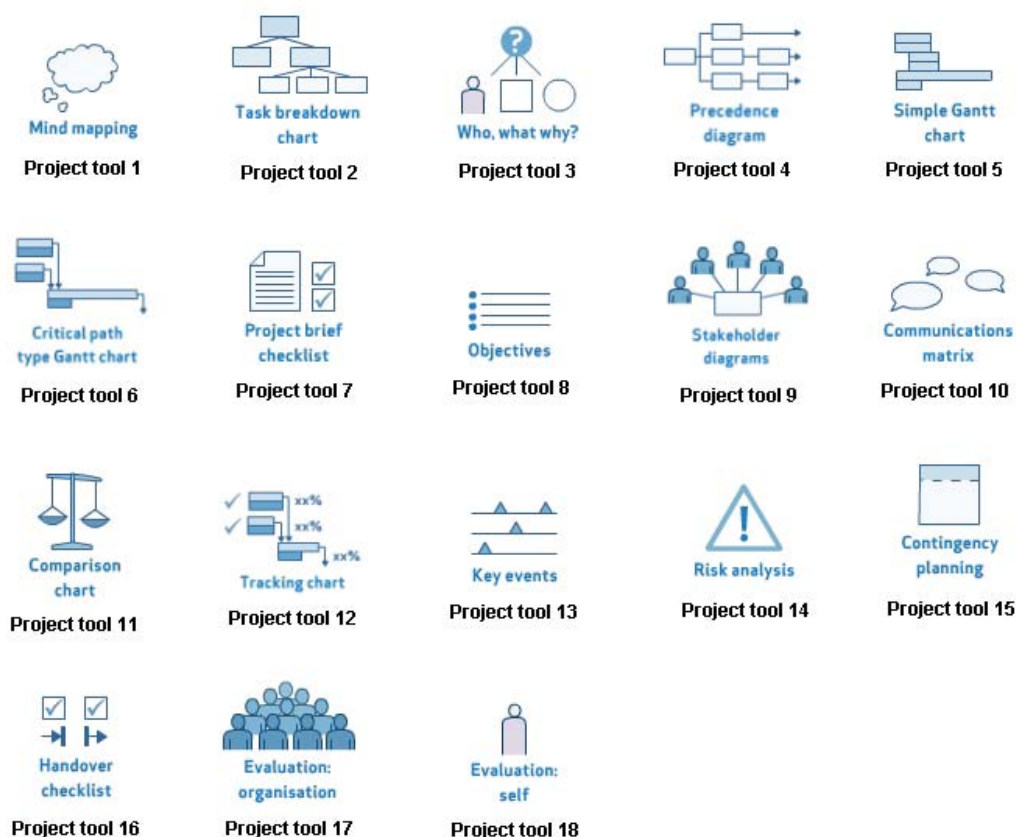 ?
Mind mapping
Project tool 1
Task breakdown
chart
Project tool 2
Who, what why?
Project tool 3
Precedence
diagram
Project tool 4
Simple Gantt
chart
Project tool 5
Critical path
type Gantt chart
Project tool 6
Project brief
checklist
Project tool 7
Objectives
Project tool 8
Stakeholder
diagrams
Project tool 9
Communications
matrix
Project tool 10
Comparison
chart
Project tool 11
xx%
xx%
xx%
Tracking chart
Project tool 12
Key events
Project tool 13
!
Risk analysis
Project tool 14
Contingency
planning
Project tool 15
Handover
checklist
Project tool 16
Evaluation:
organisation
Project tool 17
Evaluation:
self
Project tool 18